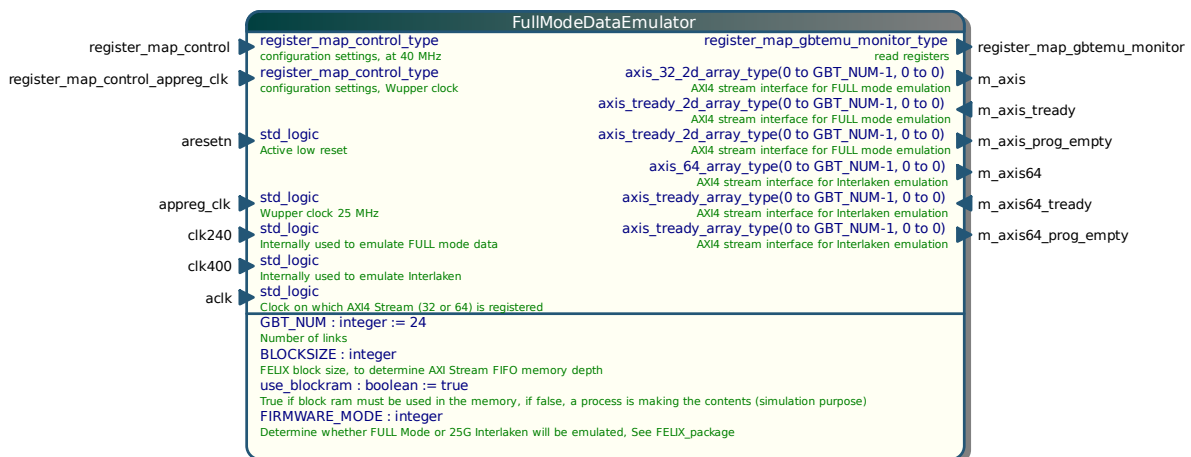 FullModeDataEmulator
register_map_control
register_map_control_type
configuration settings, at 40 MHz
register_map_gbtemu_monitor_type
read registers
register_map_gbtemu_monitor
register_map_control_appreg_clk
register_map_control_type
configuration settings, Wupper clock
axis_32_2d_array_type(0 to GBT_NUM-1, 0 to 0)
AXI4 stream interface for FULL mode emulation
m_axis
axis_tready_2d_array_type(0 to GBT_NUM-1, 0 to 0)
AXI4 stream interface for FULL mode emulation
m_axis_tready
aresetn
std_logic
Active low reset
axis_tready_2d_array_type(0 to GBT_NUM-1, 0 to 0)
AXI4 stream interface for FULL mode emulation
m_axis_prog_empty
axis_64_array_type(0 to GBT_NUM-1, 0 to 0)
AXI4 stream interface for Interlaken emulation
m_axis64
appreg_clk
std_logic
Wupper clock 25 MHz
axis_tready_array_type(0 to GBT_NUM-1, 0 to 0)
AXI4 stream interface for Interlaken emulation
m_axis64_tready
clk240
std_logic
Internally used to emulate FULL mode data
axis_tready_array_type(0 to GBT_NUM-1, 0 to 0)
AXI4 stream interface for Interlaken emulation
m_axis64_prog_empty
clk400
std_logic
Internally used to emulate Interlaken
aclk
std_logic
Clock on which AXI4 Stream (32 or 64) is registered
GBT_NUM : integer := 24
Number of links
BLOCKSIZE : integer
FELIX block size, to determine AXI Stream FIFO memory depth
use_blockram : boolean := true
True if block ram must be used in the memory, if false, a process is making the contents (simulation purpose)
FIRMWARE_MODE : integer
Determine whether FULL Mode or 25G Interlaken will be emulated, See FELIX_package